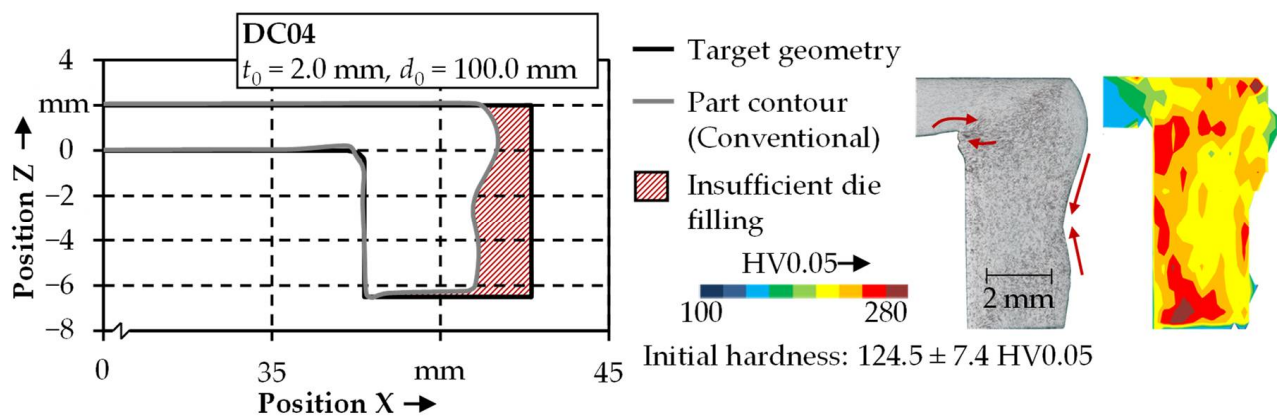 DC04
t₀ = 2.0 mm, d₀ = 100.0 mm
4
mm
0
−2
−4
−6
−8
Position Z
0
35
mm
45
Position X
Target geometry
Part contour
(Conventional)
Insufficient die
filling
HV0.05
100
280
Initial hardness: 124.5 ± 7.4 HV0.05
2 mm